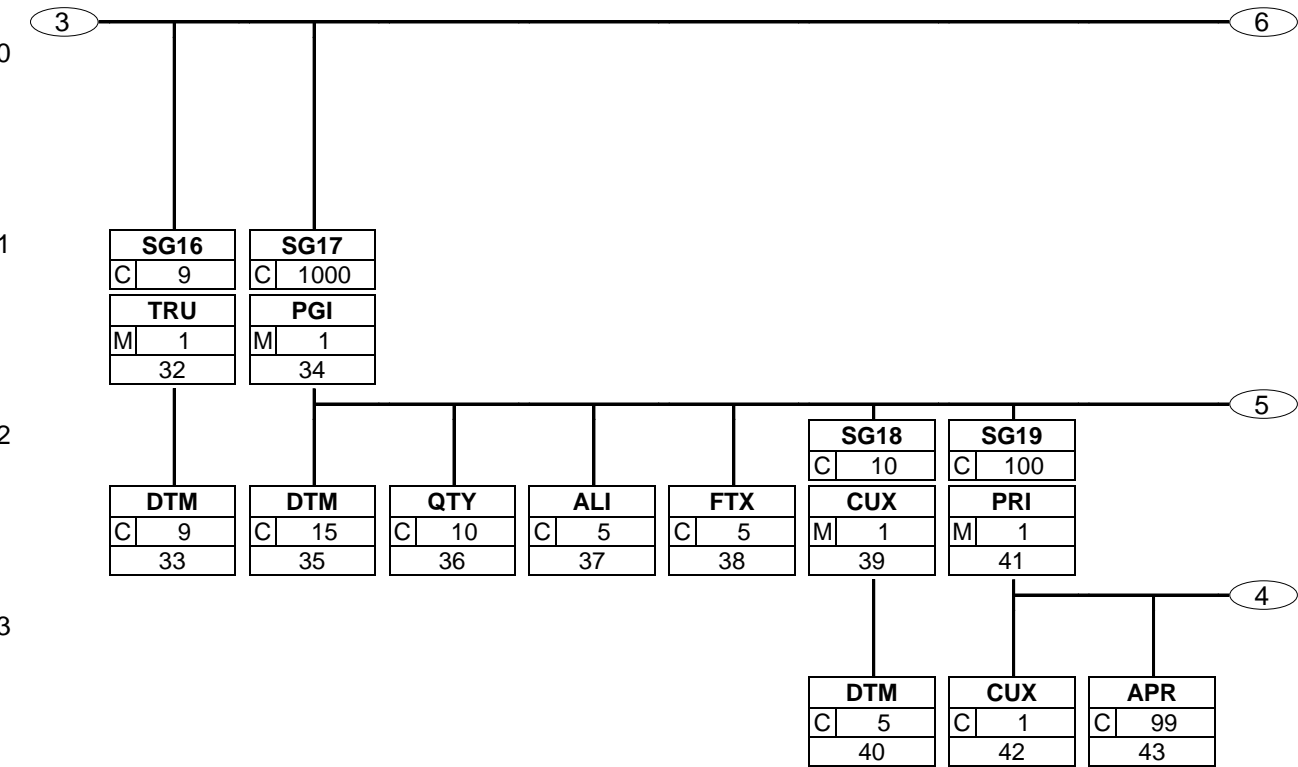 3 6
0
1
SG16 SG17
C 9 C 1000
TRU PGI
M 1 M 1
32 34
5
2
SG18 SG19
C 10 C 100
DTM DTM QTY ALI FTX CUX PRI
C 9 C 15 C 10 C 5 C 5 M 1 M 1
33 35 36 37 38 39 41
4
3
DTM CUX APR
C 5 C 1 C 99
40 42 43